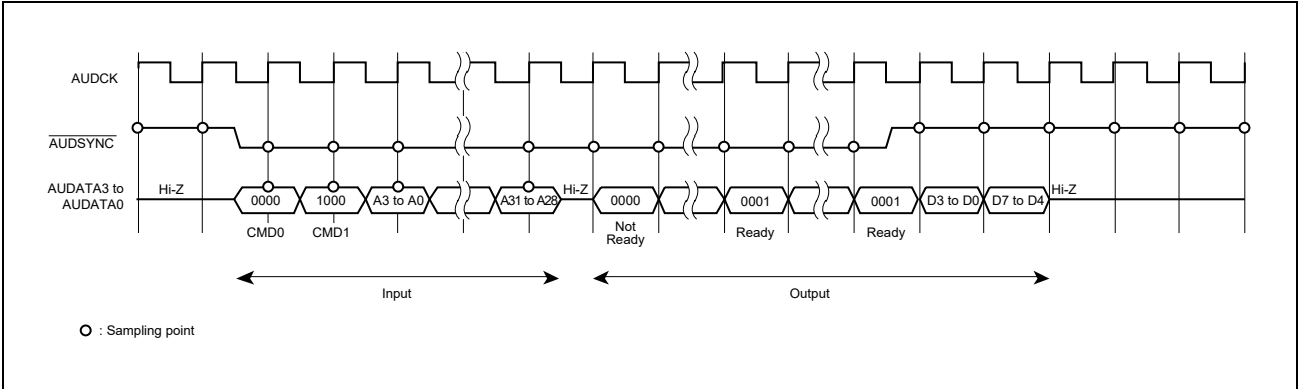 AUDCK
AUDSYNC
AUDATA3 to
AUDATA0
Hi-Z
0000
1000
A3 to A0
A31 to A28
Hi-Z
0000
0001
0001
D3 to D0
D7 to D4
Hi-Z
CMD0
CMD1
Not
Ready
Ready
Ready
Input
Output
: Sampling point